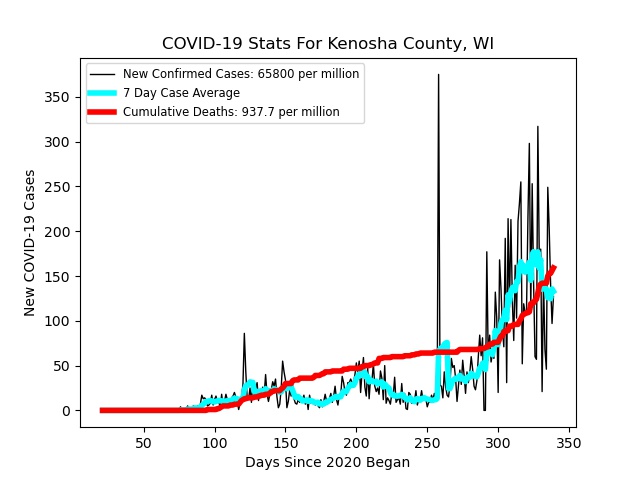 COVID-19 Stats For Kenosha County, WI
New Confirmed Cases: 65800 per million
7 Day Case Average
Cumulative Deaths: 937.7 per million
New COVID-19 Cases
350
300
250
200
150
100
50
0
50
100
150
200
250
300
350
Days Since 2020 Began